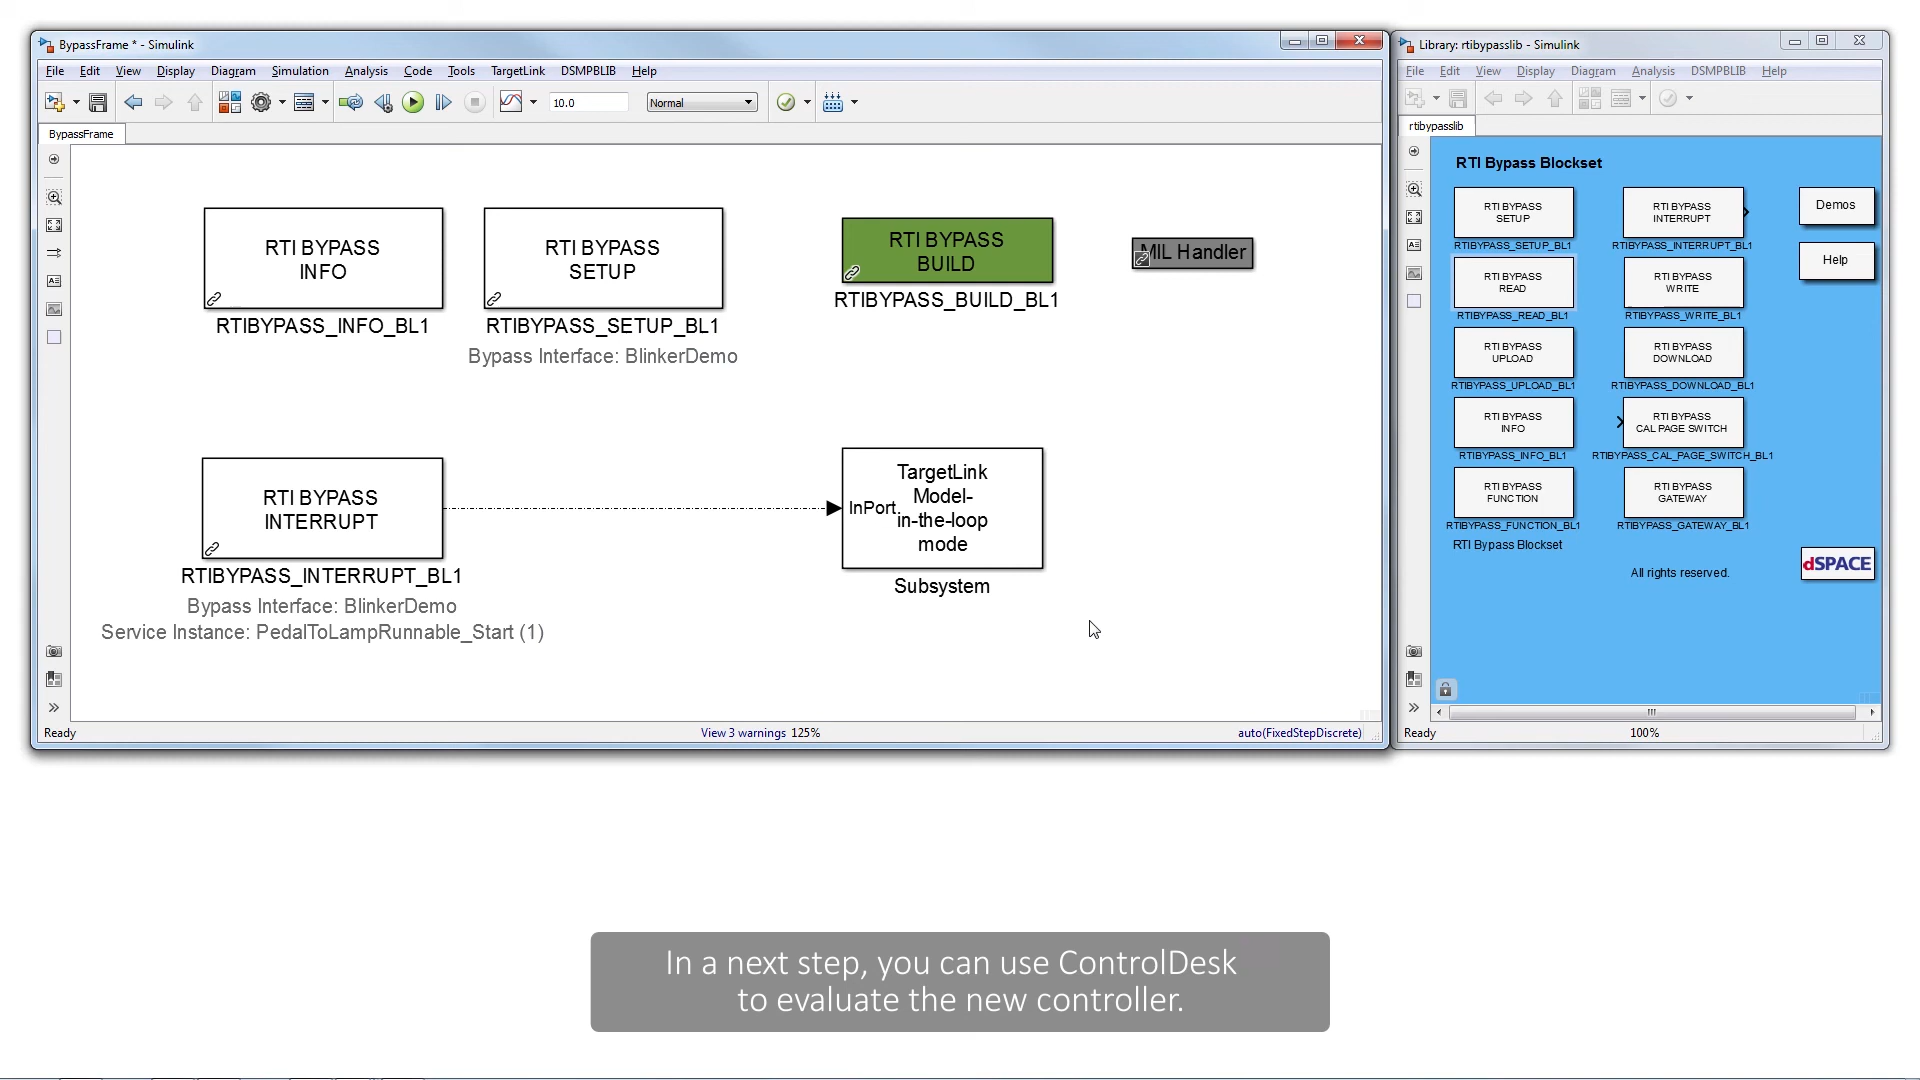 BypassFrame * - Simulink
File Edit View Display Diagram Simulation Analysis Code Tools TargetLink DSMPBLIB Help
10.0 Normal
BypassFrame
RTI BYPASS
INFO
RTIBYPASS_INFO_BL1
RTI BYPASS
SETUP
RTIBYPASS_SETUP_BL1
Bypass Interface: BlinkerDemo
RTI BYPASS
BUILD
RTIBYPASS_BUILD_BL1
MIL Handler
RTI BYPASS
INTERRUPT
RTIBYPASS_INTERRUPT_BL1
Bypass Interface: BlinkerDemo
Service Instance: PedalToLampRunnable_Start (1)
InPort
TargetLink
Model-
in-the-loop
mode
Subsystem
Ready View 3 warnings 125% auto(FixedStepDiscrete)
Library: rtibypasslib - Simulink
File Edit View Display Diagram Analysis DSMPBLIB Help
rtibypasslib
RTI Bypass Blockset
RTI BYPASS
SETUP
RTIBYPASS_SETUP_BL1
RTI BYPASS
INTERRUPT
RTIBYPASS_INTERRUPT_BL1
Demos
RTI BYPASS
READ
RTIBYPASS_READ_BL1
RTI BYPASS
WRITE
RTIBYPASS_WRITE_BL1
Help
RTI BYPASS
UPLOAD
RTIBYPASS_UPLOAD_BL1
RTI BYPASS
DOWNLOAD
RTIBYPASS_DOWNLOAD_BL1
RTI BYPASS
INFO
RTIBYPASS_INFO_BL1
RTI BYPASS
CAL PAGE SWITCH
RTIBYPASS_CAL_PAGE_SWITCH_BL1
RTI BYPASS
FUNCTION
RTIBYPASS_FUNCTION_BL1
RTI BYPASS
GATEWAY
RTIBYPASS_GATEWAY_BL1
RTI Bypass Blockset
All rights reserved.
dSPACE
Ready 100%
In a next step, you can use ControlDesk
to evaluate the new controller.